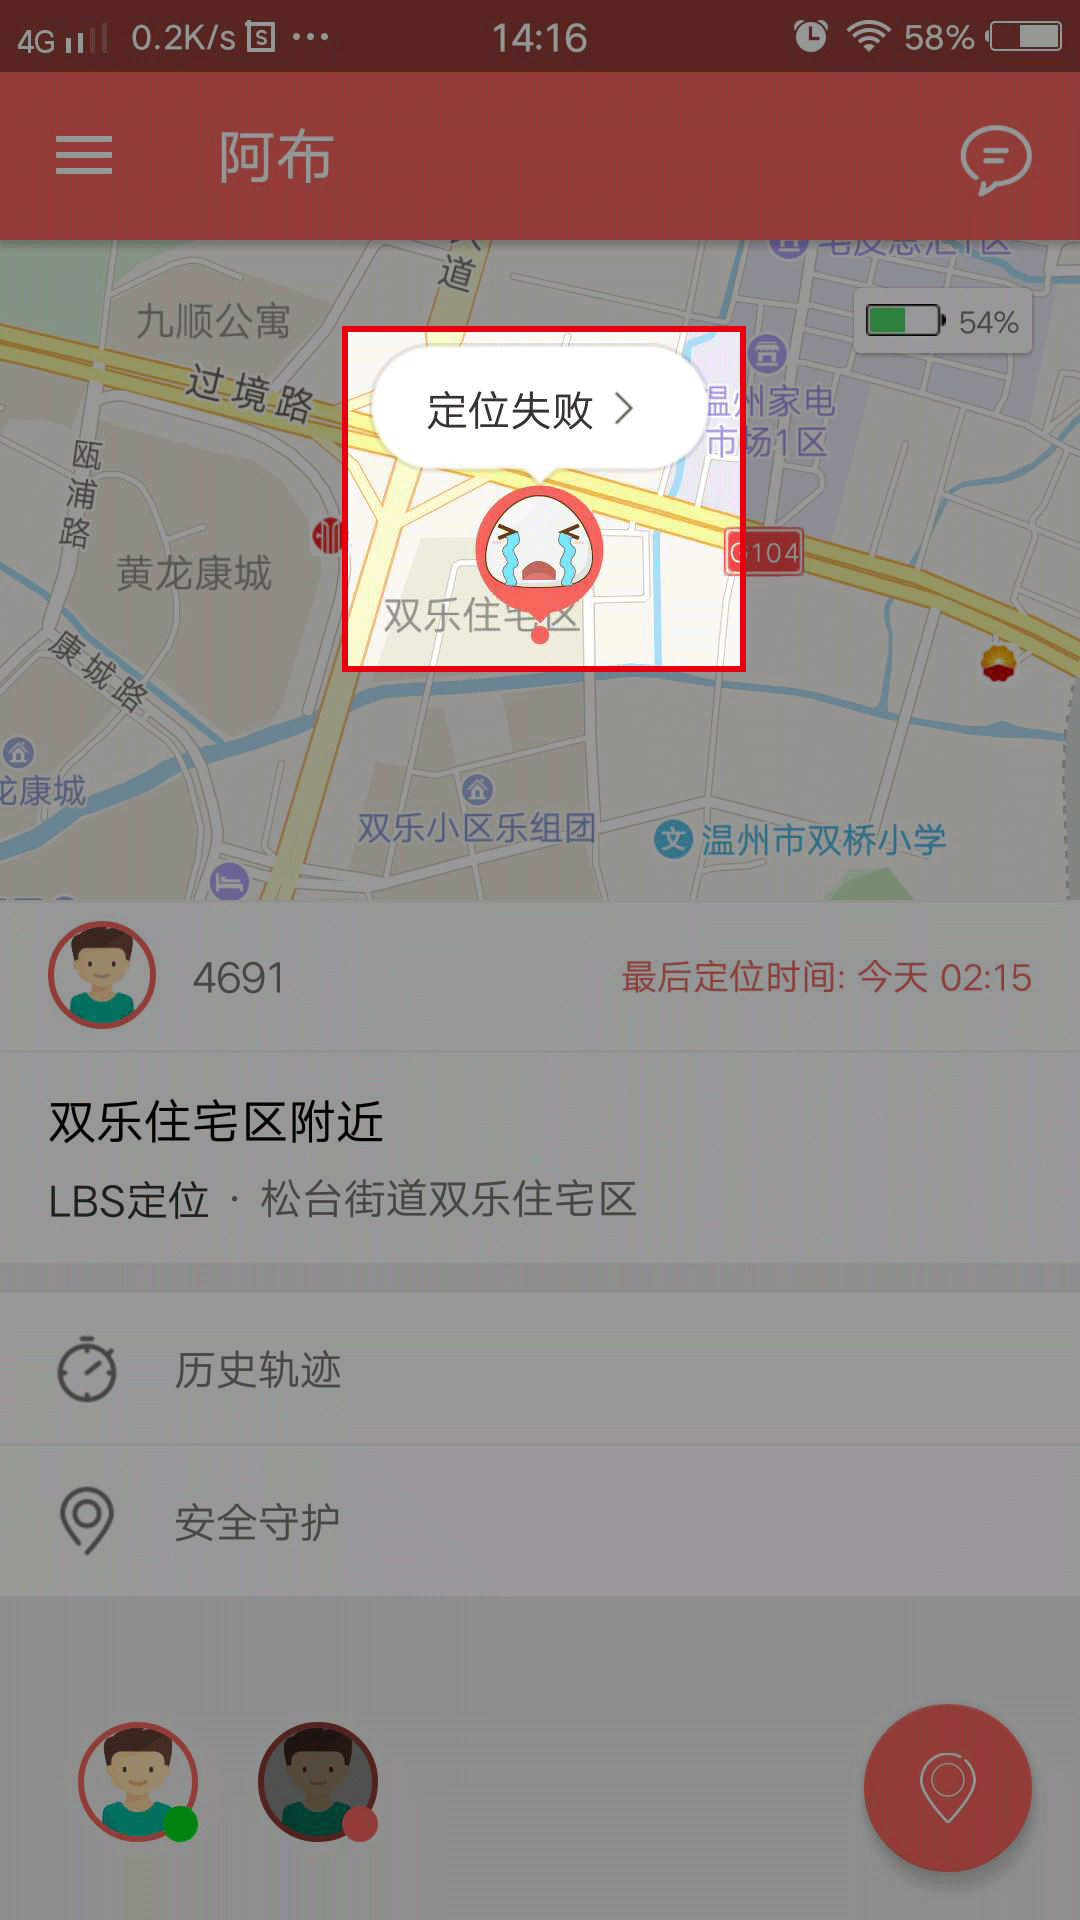 4G 0.2K/s 14:16 58%
阿布
道
九顺公寓
54%
过境路
定位失败
温州家电
市场1区
瓯浦路
G104
黄龙康城
双乐住宅区
康城路
龙康城
双乐小区乐组团
文 温州市双桥小学
4691
最后定位时间: 今天 02:15
双乐住宅区附近
LBS定位 · 松台街道双乐住宅区
历史轨迹
安全守护